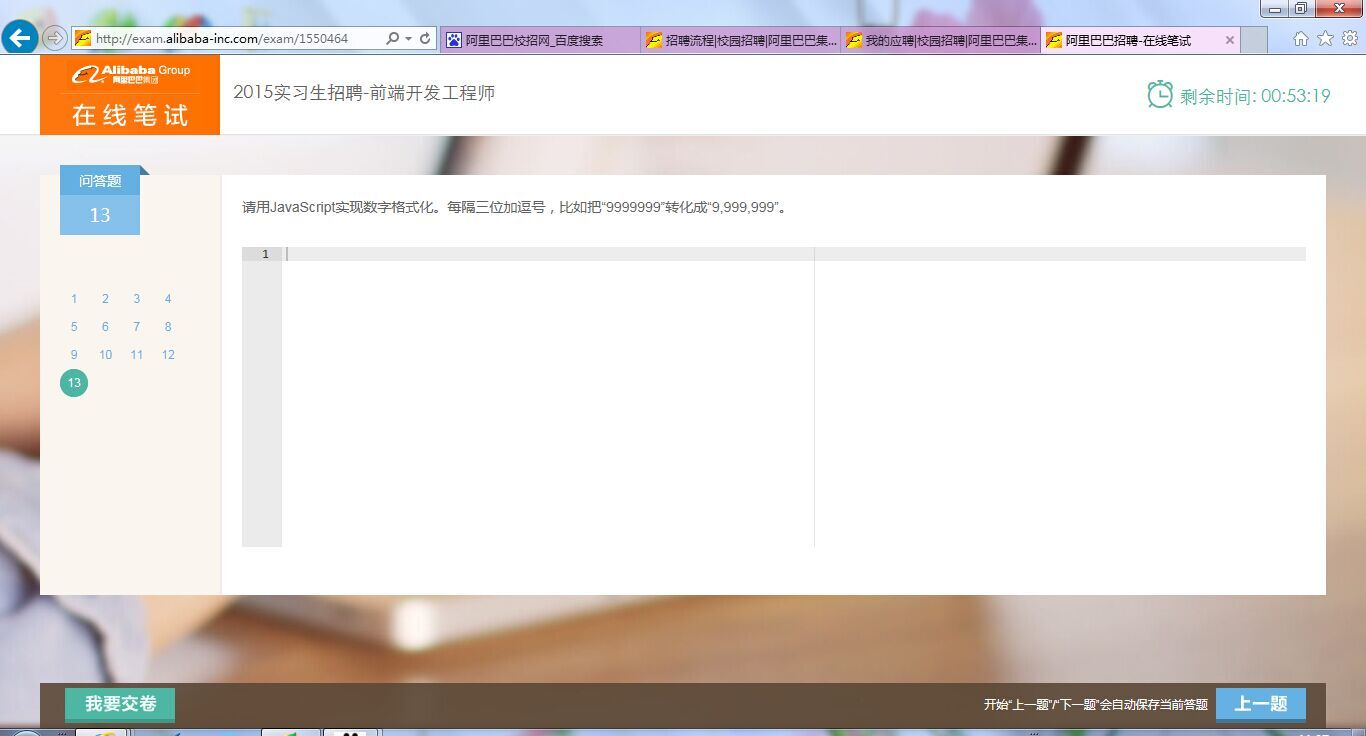 http://exam.alibaba-inc.com/exam/1550464
阿里巴巴校招网_百度搜索
招聘流程|校园招聘|阿里巴巴集...
我的应聘|校园招聘|阿里巴巴集...
阿里巴巴招聘-在线笔试
Alibaba Group
阿里巴巴集团
在线笔试
2015实习生招聘-前端开发工程师
剩余时间: 00:53:19
问答题
13
请用JavaScript实现数字格式化。每隔三位加逗号，比如把“9999999”转化成“9,999,999”。
1
1 2 3 4
5 6 7 8
9 10 11 12
13
我要交卷
开始“上一题”/“下一题”会自动保存当前答题
上一题